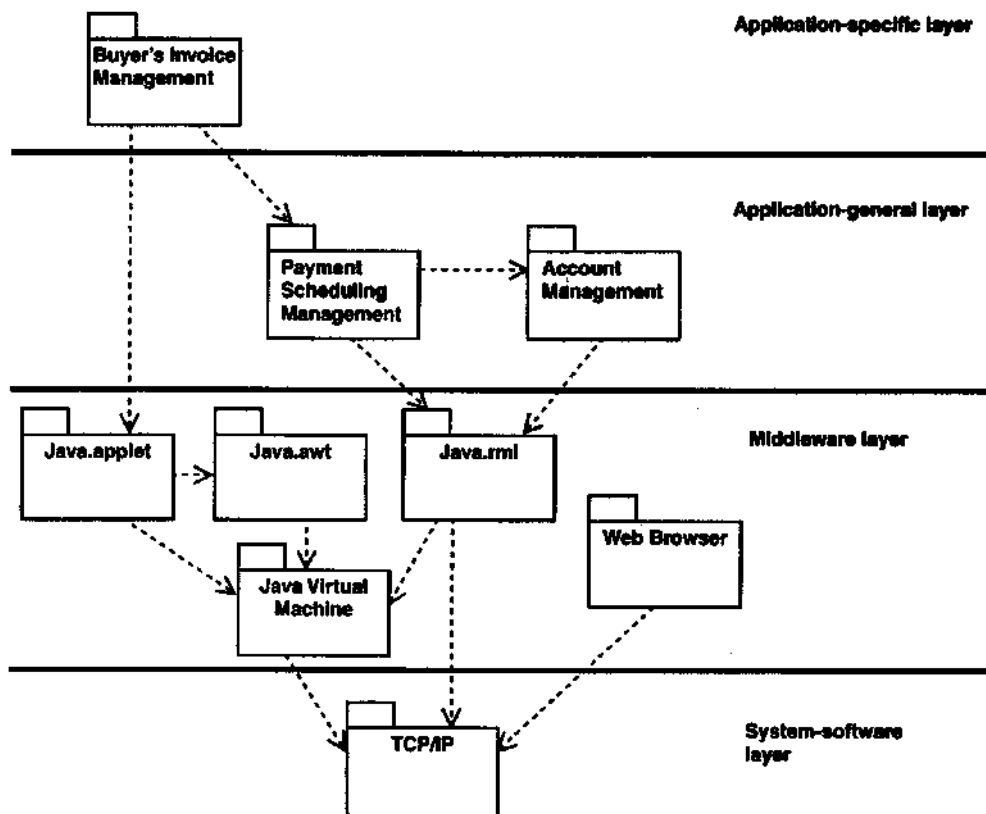 Application-specific layer
Buyer's Invoice
Management
Application-general layer
Payment
Scheduling
Management
Account
Management
Middleware layer
Java.applet
Java.awt
Java.rmi
Web Browser
Java Virtual
Machine
System-software
layer
TCP/IP